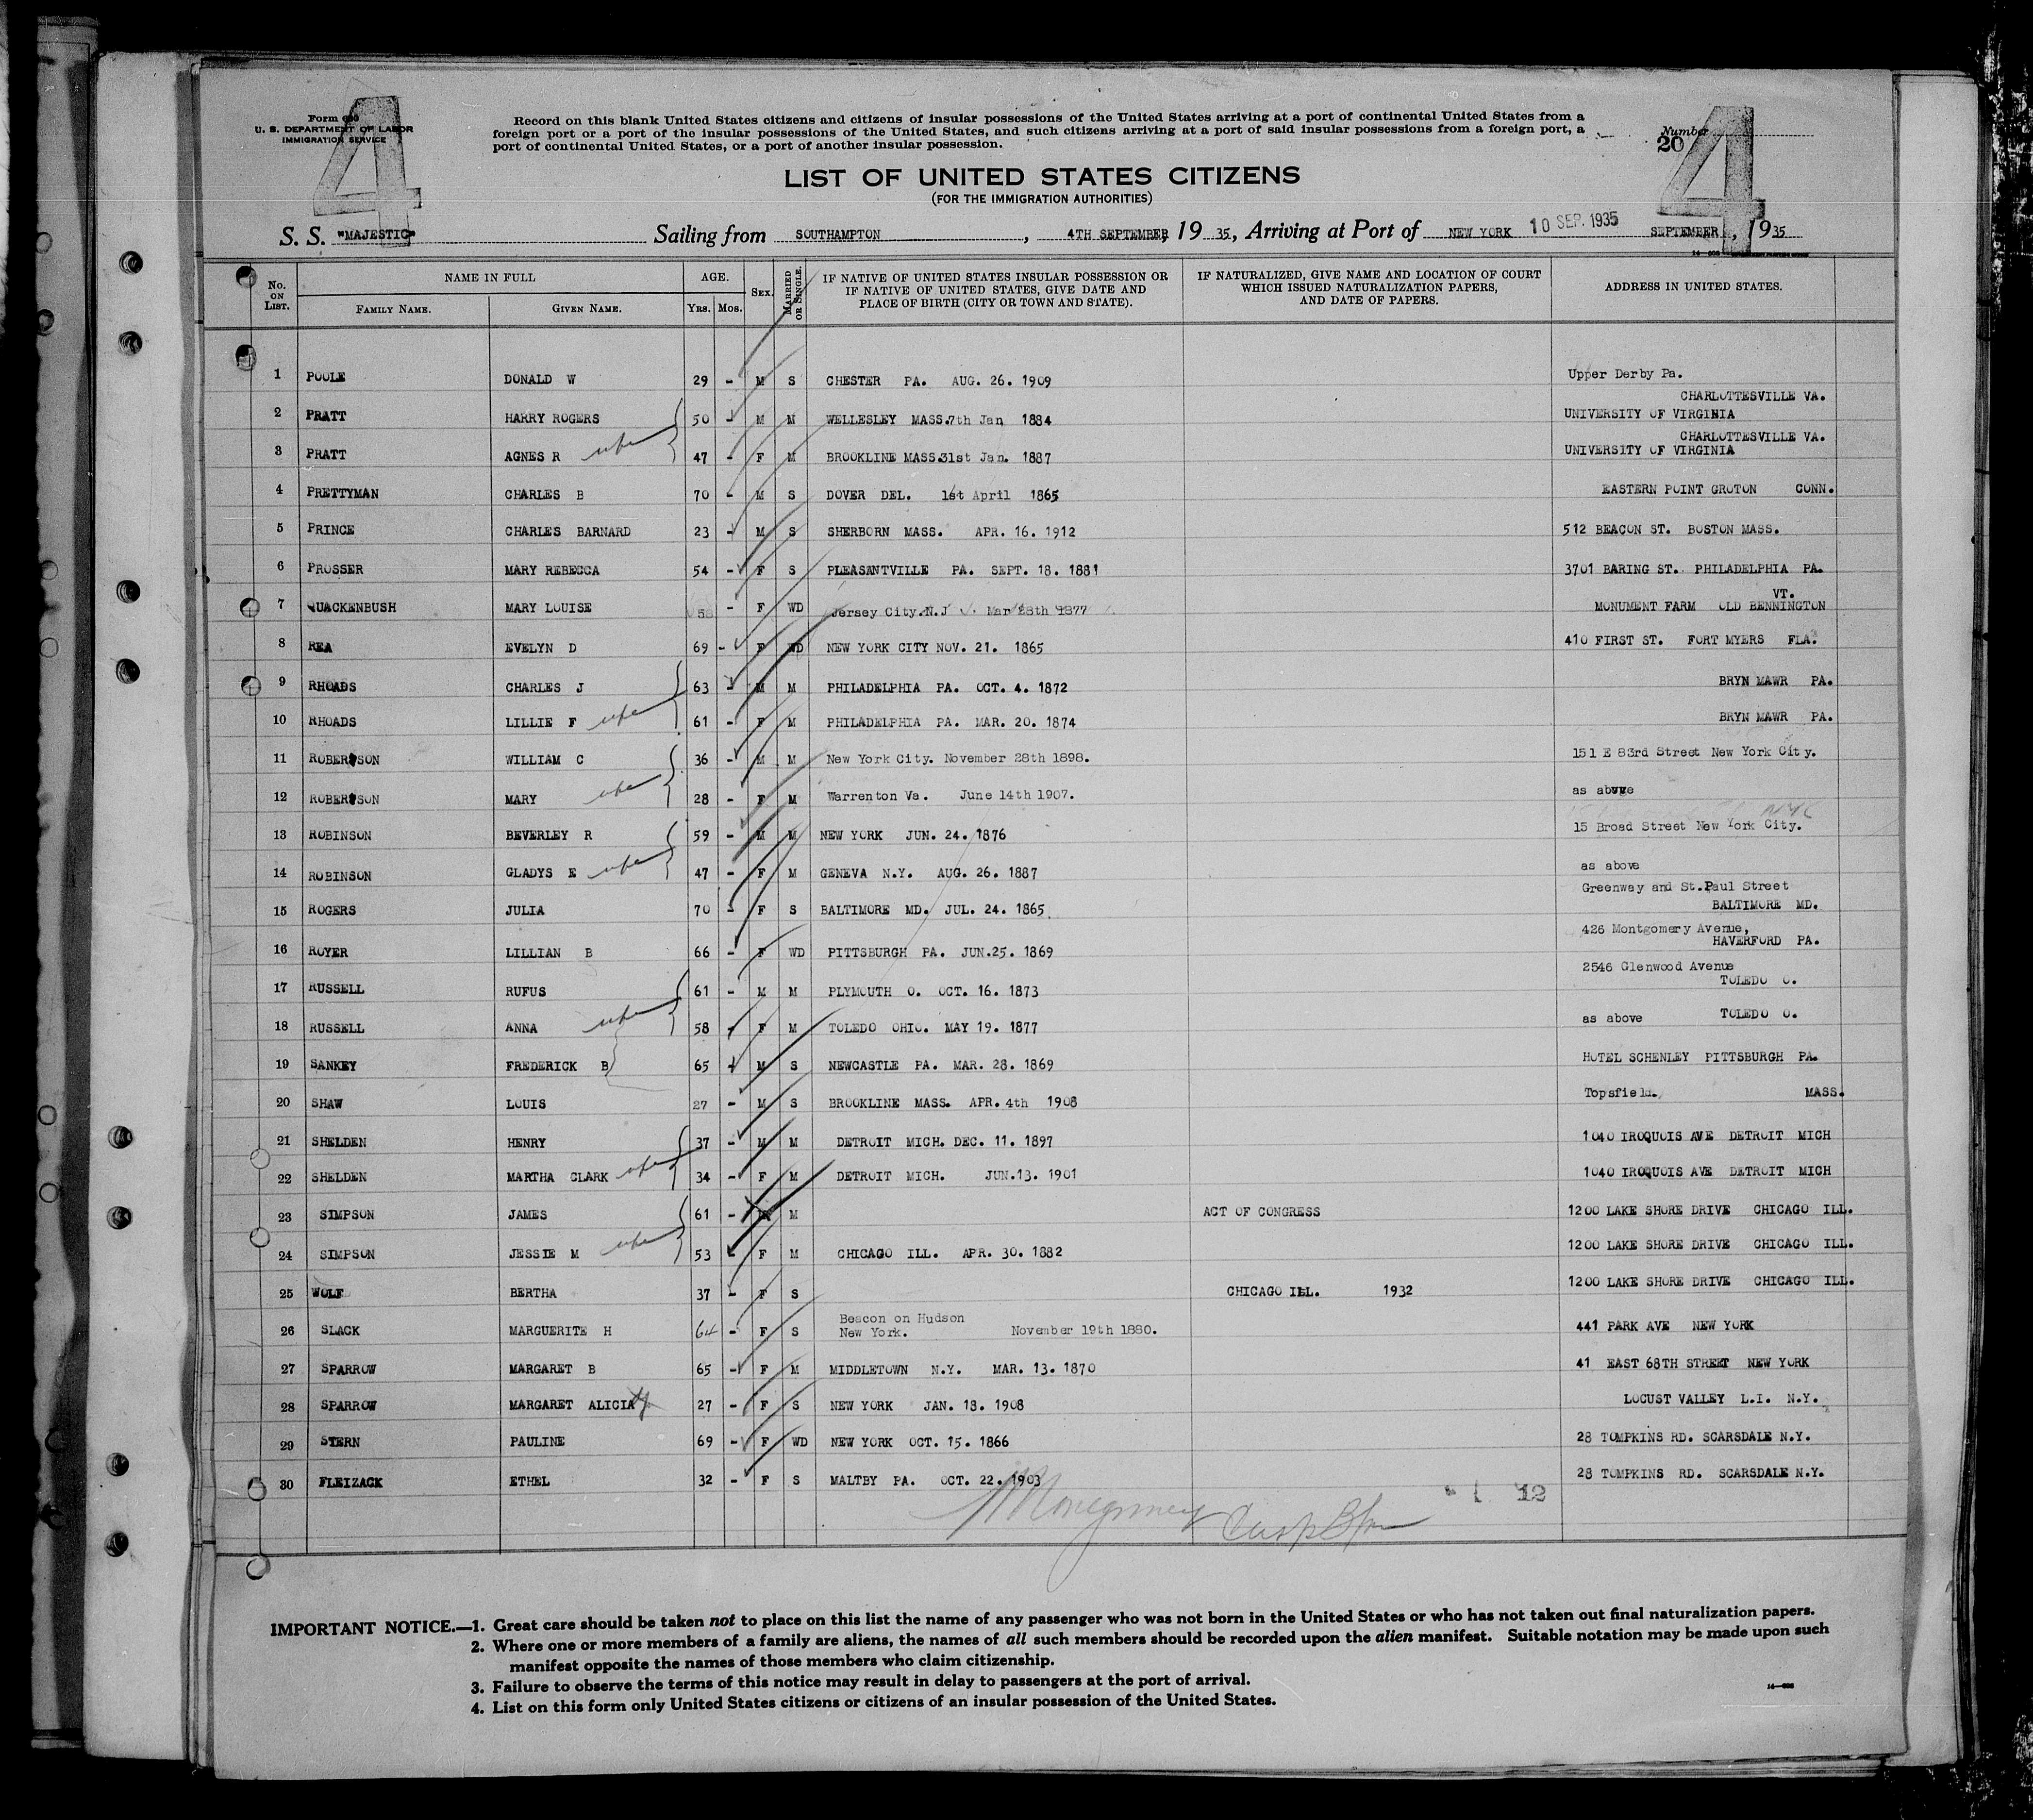 Form 630
U. S. DEPARTMENT OF LABOR
IMMIGRATION SERVICE
4
Record on this blank United States citizens and citizens of insular possessions of the United States arriving at a port of continental United States from a
foreign port or a port of the insular possessions of the United States, and such citizens arriving at a port of said insular possessions from a foreign port, a
port of continental United States, or a port of another insular possession.
Number
20
4
LIST OF UNITED STATES CITIZENS
(FOR THE IMMIGRATION AUTHORITIES)
S. S. "MAJESTIC" Sailing from SOUTHAMPTON, 4TH SEPTEMBER, 1935, Arriving at Port of NEW YORK 10 SEP. 1935 SEPTEMBER, 1935
No. ON LIST. NAME IN FULL FAMILY NAME. GIVEN NAME. AGE. YRS. MOS. SEX. MARRIED OR SINGLE. IF NATIVE OF UNITED STATES INSULAR POSSESSION OR IF NATIVE OF UNITED STATES, GIVE DATE AND PLACE OF BIRTH (CITY OR TOWN AND STATE). IF NATURALIZED, GIVE NAME AND LOCATION OF COURT WHICH ISSUED NATURALIZATION PAPERS, AND DATE OF PAPERS. ADDRESS IN UNITED STATES.
1 POOLE DONALD W 29 - M S CHESTER PA. AUG. 26. 1909 Upper Derby Pa.
2 PRATT HARRY ROGERS 50 - M M WELLESLEY MASS. 7th Jan 1884 UNIVERSITY OF VIRGINIA CHARLOTTESVILLE VA.
3 PRATT AGNES R wife 47 - F M BROOKLINE MASS. 31st Jan. 1887 UNIVERSITY OF VIRGINIA CHARLOTTESVILLE VA.
4 PRETTYMAN CHARLES B 70 - M S DOVER DEL. 1st April 1865 EASTERN POINT GROTON CONN.
5 PRINCE CHARLES BARNARD 23 - M S SHERBORN MASS. APR. 16. 1912 512 BEACON ST. BOSTON MASS.
6 PROSSER MARY REBECCA 54 - F S PLEASANTVILLE PA. SEPT. 18. 1881 3701 BARING ST. PHILADELPHIA PA.
7 QUACKENBUSH MARY LOUISE 58 - F WD Jersey City.N.J. Mar 28th 1877 MONUMENT FARM OLD BENNINGTON VT.
8 REA EVELYN D 69 - F WD NEW YORK CITY NOV. 21. 1865 410 FIRST ST. FORT MYERS FLA.
9 RHOADS CHARLES J 63 - M M PHILADELPHIA PA. OCT. 4. 1872 BRYN MAWR PA.
10 RHOADS LILLIE F wife 61 - F M PHILADELPHIA PA. MAR. 20. 1874 BRYN MAWR PA.
11 ROBERTSON WILLIAM C 36 - M M New York City. November 28th 1898. 151 E 83rd Street New York City.
12 ROBERTSON MARY wife 28 - F M Warrenton Va. June 14th 1907. as above
13 ROBINSON BEVERLEY R 59 - M M NEW YORK JUN. 24. 1876 15 Broad Street New York City. NYC
14 ROBINSON GLADYS E wife 47 - F M GENEVA N.Y. AUG. 26. 1887 as above
15 ROGERS JULIA 70 - F S BALTIMORE MD. JUL. 24. 1865 Greenway and St.Paul Street BALTIMORE MD.
16 ROYER LILLIAN B 66 - F WD PITTSBURGH PA. JUN.25. 1869 426 Montgomery Avenue, HAVERFORD PA.
17 RUSSELL RUFUS 61 - M M PLYMOUTH O. OCT. 16. 1873 2546 Glenwood Avenue TOLEDO O.
18 RUSSELL ANNA wife 58 - F M TOLEDO OHIO. MAY 19. 1877 as above TOLEDO O.
19 SANKEY FREDERICK B 65 - M S NEWCASTLE PA. MAR. 28. 1869 HOTEL SCHENLEY PITTSBURGH PA.
20 SHAW LOUIS 27 - M S BROOKLINE MASS. APR. 4th 1908 Topsfield. MASS.
21 SHELDEN HENRY 37 - M M DETROIT MICH. DEC. 11. 1897 1040 IROQUOIS AVE DETROIT MICH
22 SHELDEN MARTHA CLARK wife 34 - F M DETROIT MICH. JUN.13. 1901 1040 IROQUOIS AVE DETROIT MICH
23 SIMPSON JAMES 61 - M M ACT OF CONGRESS 1200 LAKE SHORE DRIVE CHICAGO ILL.
24 SIMPSON JESSIE M wife 53 - F M CHICAGO ILL. APR. 30. 1882 1200 LAKE SHORE DRIVE CHICAGO ILL.
25 WOLF BERTHA 37 - F S CHICAGO ILL. 1932 1200 LAKE SHORE DRIVE CHICAGO ILL.
26 SLACK MARGUERITE H 64 - F S Beacon on Hudson New York. November 19th 1880. 441 PARK AVE NEW YORK
27 SPARROW MARGARET B 65 - F M MIDDLETOWN N.Y. MAR. 13. 1870 41 EAST 68TH STREET NEW YORK
28 SPARROW MARGARET ALICIA 27 - F S NEW YORK JAN. 18. 1908 LOCUST VALLEY L.I. N.Y.
29 STERN PAULINE 69 - F WD NEW YORK OCT. 15. 1866 28 TOMPKINS RD. SCARSDALE N.Y.
30 FLEIZACK ETHEL 32 - F S MALTBY PA. OCT. 22. 1903 28 TOMPKINS RD. SCARSDALE N.Y.
Montgomery
12
IMPORTANT NOTICE.—1. Great care should be taken not to place on this list the name of any passenger who was not born in the United States or who has not taken out final naturalization papers.
2. Where one or more members of a family are aliens, the names of all such members should be recorded upon the alien manifest. Suitable notation may be made upon such
manifest opposite the names of those members who claim citizenship.
3. Failure to observe the terms of this notice may result in delay to passengers at the port of arrival.
4. List on this form only United States citizens or citizens of an insular possession of the United States.